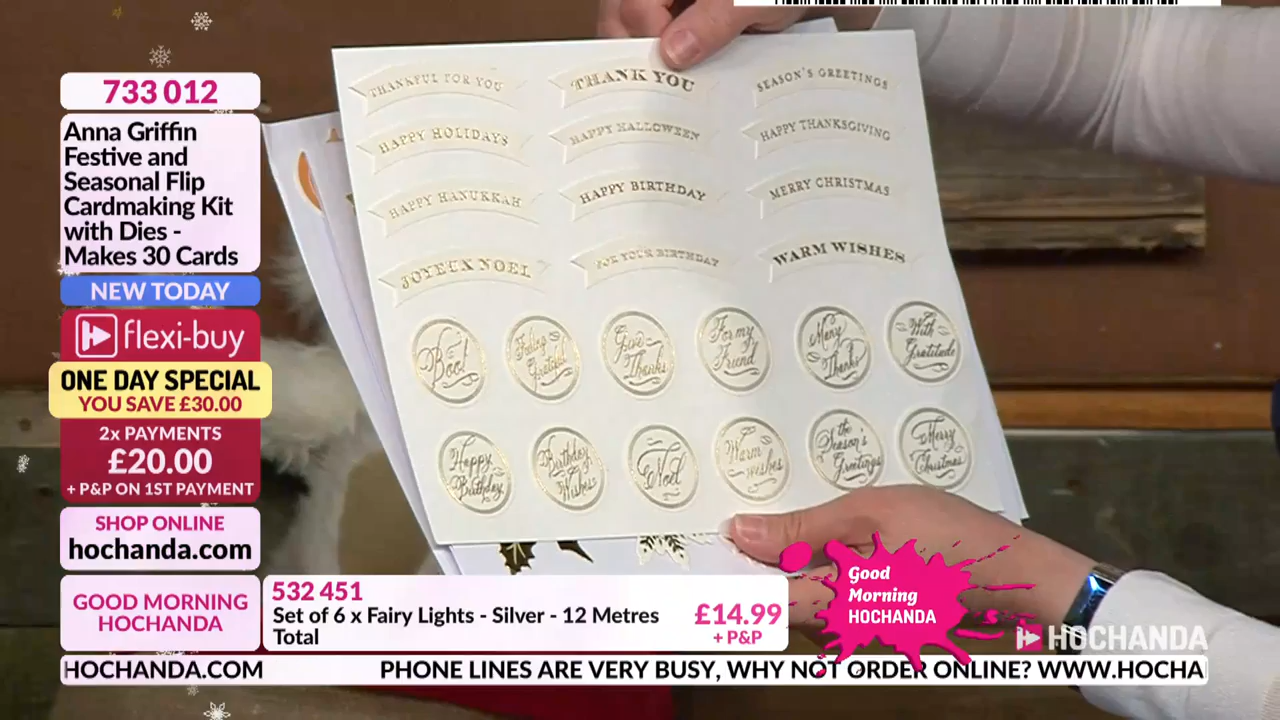 733 012
Anna Griffin
Festive and
Seasonal Flip
Cardmaking Kit
with Dies -
Makes 30 Cards
NEW TODAY
flexi-buy
ONE DAY SPECIAL
YOU SAVE £30.00
2x PAYMENTS
£20.00
+ P&P ON 1ST PAYMENT
SHOP ONLINE
hochanda.com
GOOD MORNING
HOCHANDA
THANKFUL FOR YOU
THANK YOU
SEASON'S GREETINGS
HAPPY HOLIDAYS
HAPPY HALLOWEEN
HAPPY THANKSGIVING
HAPPY HANUKKAH
HAPPY BIRTHDAY
MERRY CHRISTMAS
JOYEUX NOEL
FOR YOUR BIRTHDAY
WARM WISHES
Boo!
Feeling
Grateful
Give
Thanks
For my
Friend
Many
Thanks
With
Gratitude
Happy
Birthday
Birthday
Wishes
Noel
Warm
wishes
the
Season's
Greetings
Merry
Christmas
532 451
Set of 6 x Fairy Lights - Silver - 12 Metres
Total
£14.99
+ P&P
Good
Morning
HOCHANDA
HOCHANDA
HOCHANDA.COM PHONE LINES ARE VERY BUSY, WHY NOT ORDER ONLINE? WWW.HOCHA